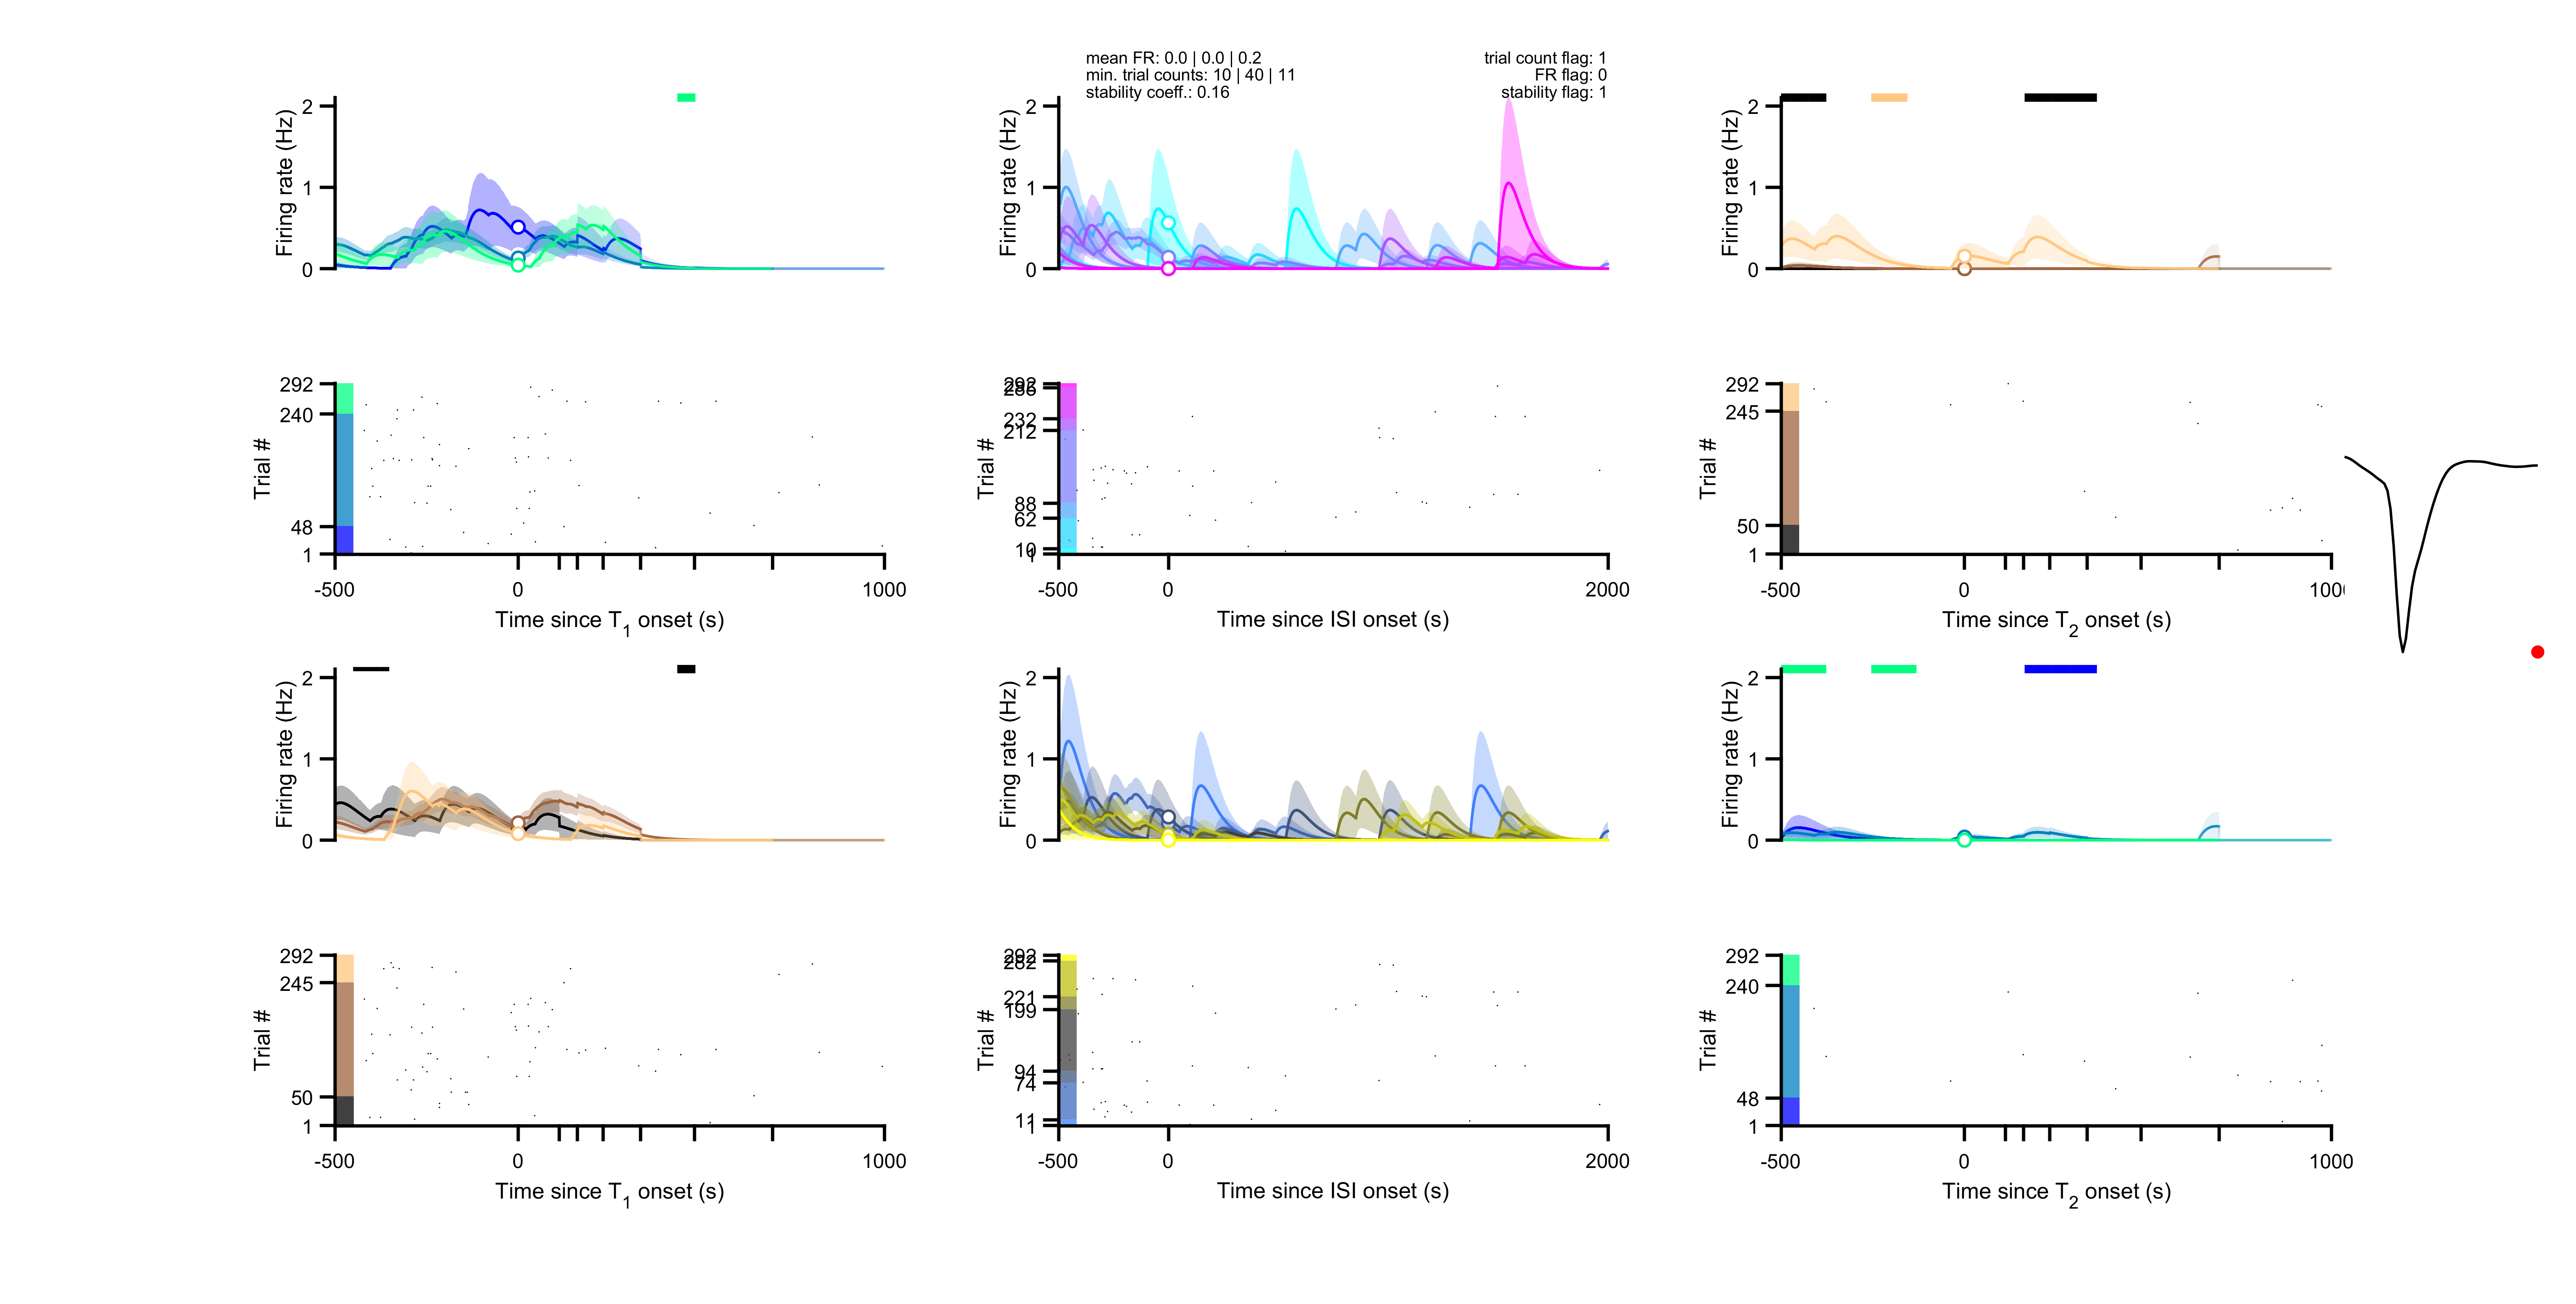 mean FR: 0.0 | 0.0 | 0.2
min. trial counts: 10 | 40 | 11
stability coeff.: 0.16
trial count flag: 1
FR flag: 0
stability flag: 1
Firing rate (Hz)
2
1
0
Firing rate (Hz)
2
1
0
Firing rate (Hz)
2
1
0
Trial #
292
240
48
1
-500
0
1000
Time since T1 onset (s)
Trial #
292
232
212
88
62
10
-500
0
2000
Time since ISI onset (s)
Trial #
292
245
50
1
-500
0
Time since T2 onset (s)
Firing rate (Hz)
2
1
0
Firing rate (Hz)
2
1
0
Firing rate (Hz)
2
1
0
Trial #
292
245
50
1
-500
0
1000
Time since T1 onset (s)
Trial #
292
282
221
199
94
74
11
1
-500
0
2000
Time since ISI onset (s)
Trial #
292
240
48
1
-500
0
1000
Time since T2 onset (s)